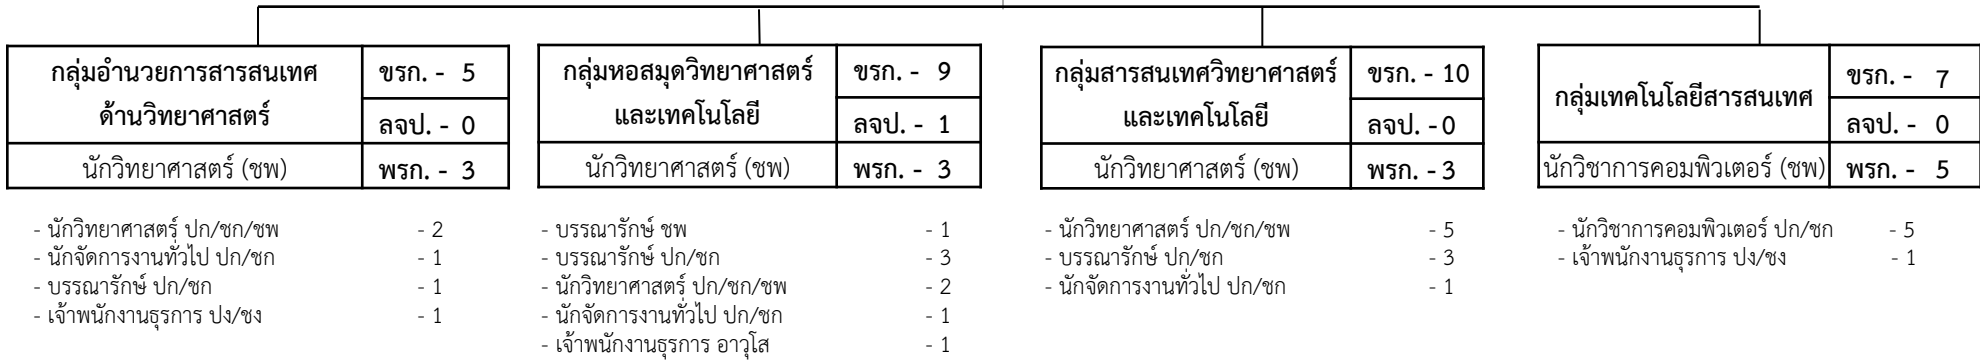 กลุ่มอำนวยการสารสนเทศ
ด้านวิทยาศาสตร์
ขรก. - 5
ลจป. - 0
นักวิทยาศาสตร์ (ชพ)
พรก. - 3
- นักวิทยาศาสตร์ ปก/ชก/ชพ - 2
- นักจัดการงานทั่วไป ปก/ชก - 1
- บรรณารักษ์ ปก/ชก - 1
- เจ้าพนักงานธุรการ ปง/ชง - 1
กลุ่มหอสมุดวิทยาศาสตร์
และเทคโนโลยี
ขรก. - 9
ลจป. - 1
นักวิทยาศาสตร์ (ชพ)
พรก. - 3
- บรรณารักษ์ ชพ - 1
- บรรณารักษ์ ปก/ชก - 3
- นักวิทยาศาสตร์ ปก/ชก/ชพ - 2
- นักจัดการงานทั่วไป ปก/ชก - 1
- เจ้าพนักงานธุรการ อาวุโส - 1
กลุ่มสารสนเทศวิทยาศาสตร์
และเทคโนโลยี
ขรก. - 10
ลจป. - 0
นักวิทยาศาสตร์ (ชพ)
พรก. - 3
- นักวิทยาศาสตร์ ปก/ชก/ชพ - 5
- บรรณารักษ์ ปก/ชก - 3
- นักจัดการงานทั่วไป ปก/ชก - 1
กลุ่มเทคโนโลยีสารสนเทศ
ขรก. - 7
ลจป. - 0
นักวิชาการคอมพิวเตอร์ (ชพ)
พรก. - 5
- นักวิชาการคอมพิวเตอร์ ปก/ชก - 5
- เจ้าพนักงานธุรการ ปง/ชง - 1